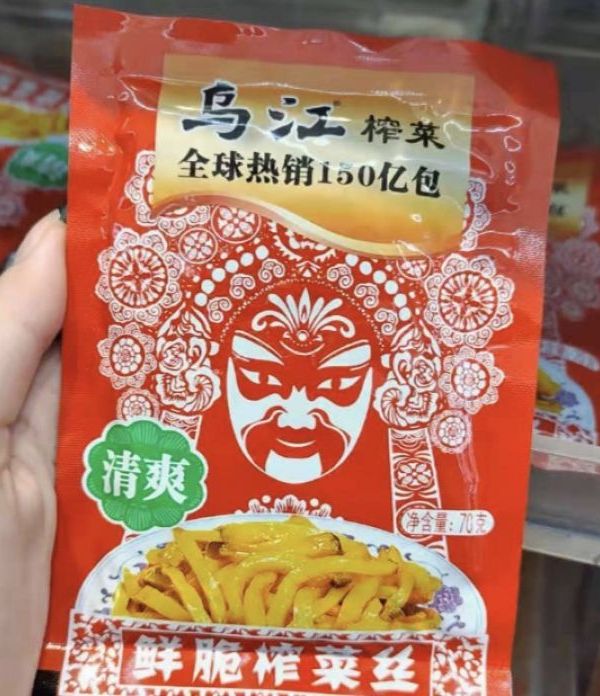 乌江 榨菜
全球热销150亿包
清爽
净含量：70克
鲜脆榨菜丝